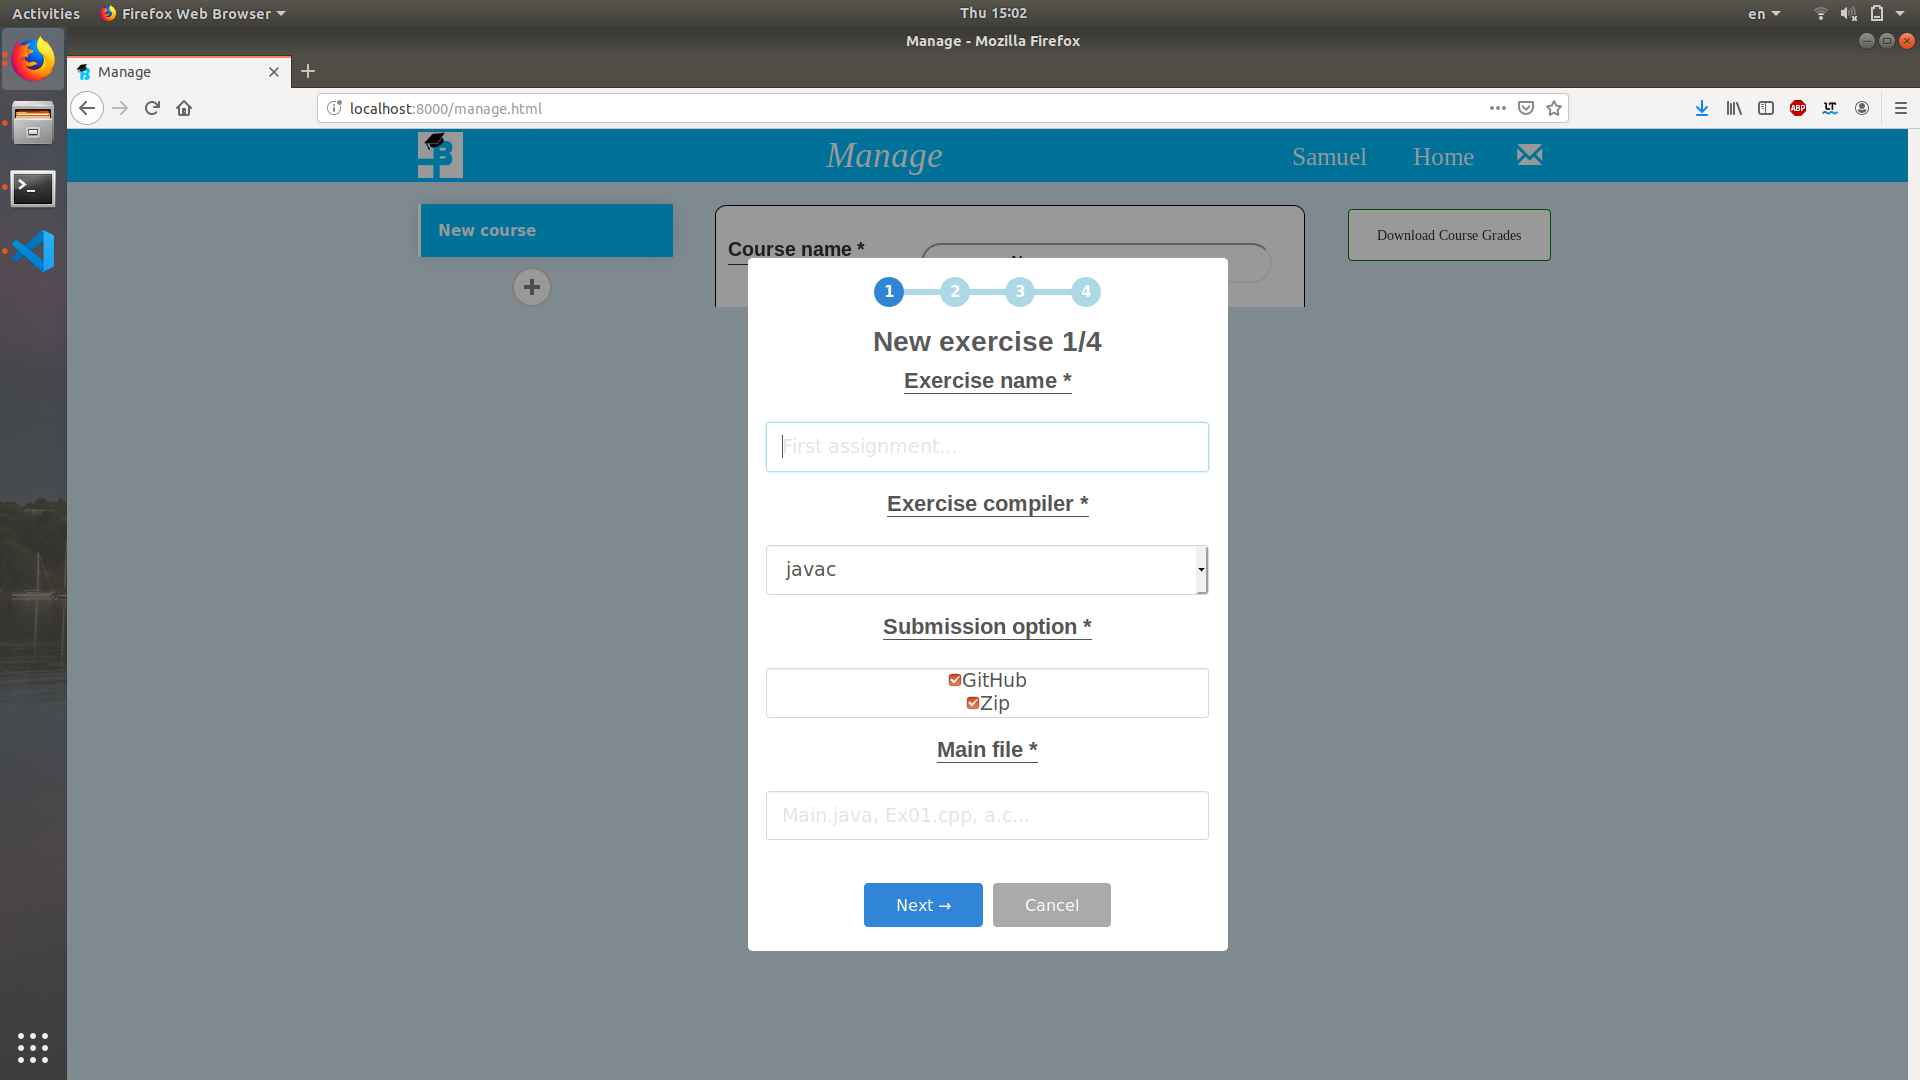 Activities
Firefox Web Browser
Thu 15:02
en
Manage - Mozilla Firefox
Manage
localhost:8000/manage.html
ABP
LT
B
Manage
Samuel
Home
New course
Course name *
Download Course Grades
1
2
3
4
New exercise 1/4
Exercise name *
First assignment...
Exercise compiler *
javac
Submission option *
GitHub
Zip
Main file *
Main.java, Ex01.cpp, a.c...
Next →
Cancel